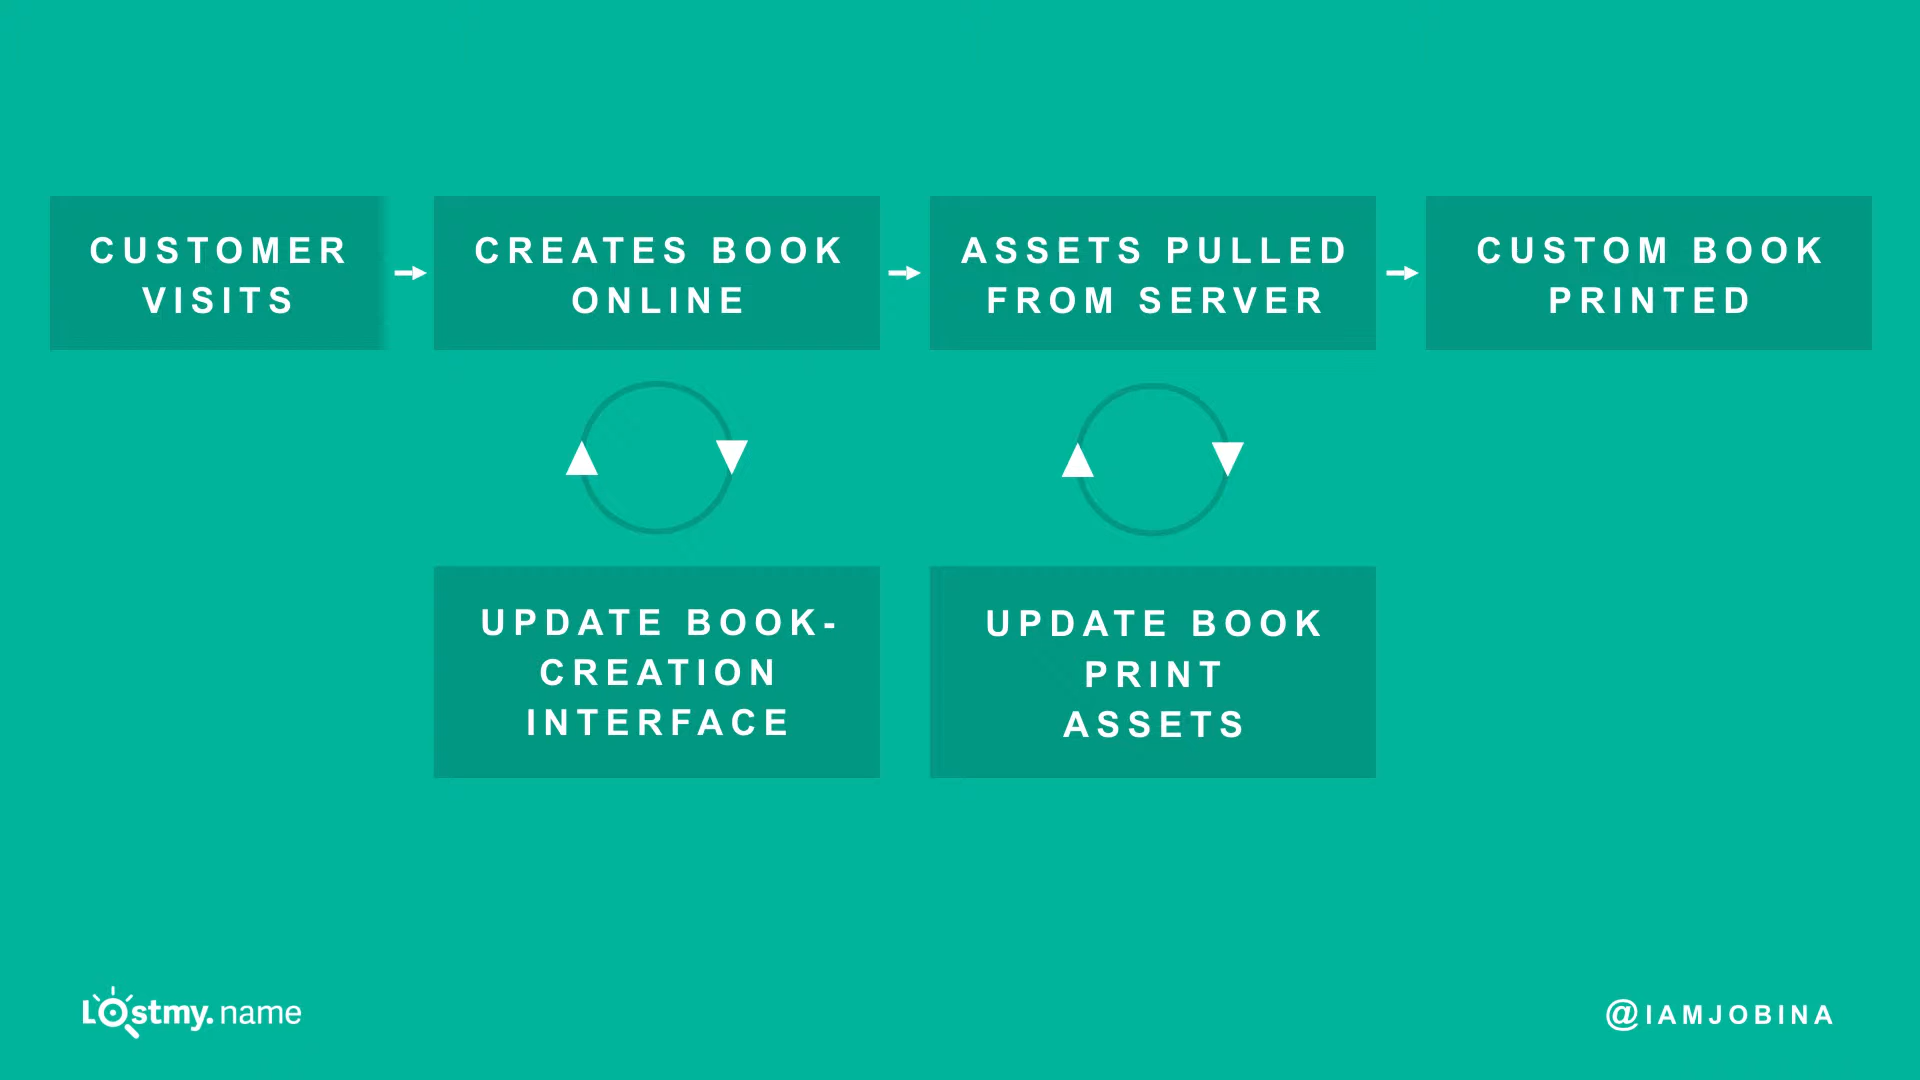 CUSTOMER
VISITS
CREATES BOOK
ONLINE
ASSETS PULLED
FROM SERVER
CUSTOM BOOK
PRINTED
UPDATE BOOK-
CREATION
INTERFACE
UPDATE BOOK
PRINT
ASSETS
Lostmy.name
@IAMJOBINA